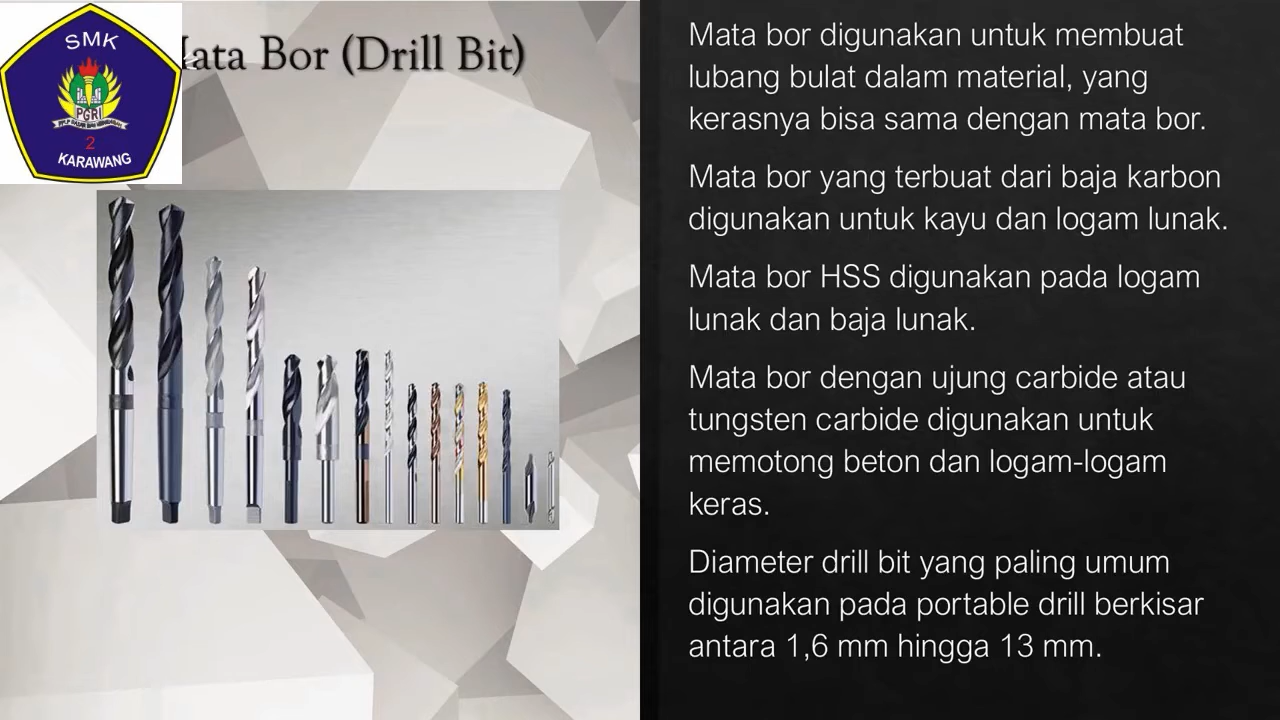 SMK
PGRI
2
KARAWANG
Mata Bor (Drill Bit)
Mata bor digunakan untuk membuat
lubang bulat dalam material, yang
kerasnya bisa sama dengan mata bor.
Mata bor yang terbuat dari baja karbon
digunakan untuk kayu dan logam lunak.
Mata bor HSS digunakan pada logam
lunak dan baja lunak.
Mata bor dengan ujung carbide atau
tungsten carbide digunakan untuk
memotong beton dan logam-logam
keras.
Diameter drill bit yang paling umum
digunakan pada portable drill berkisar
antara 1,6 mm hingga 13 mm.